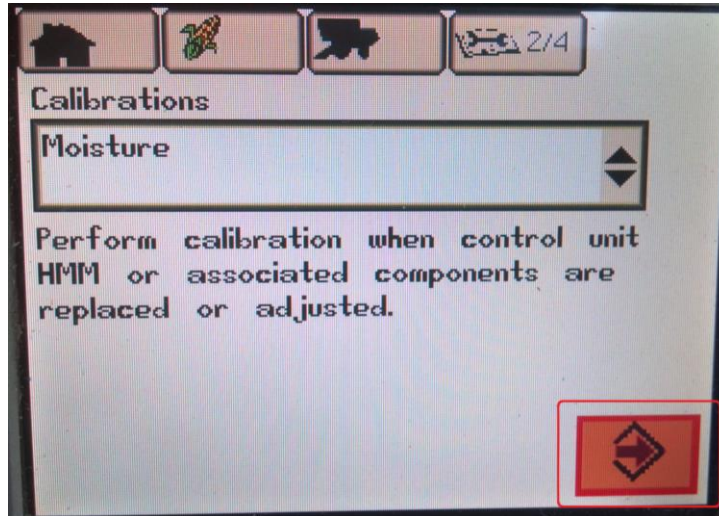 2/4
Calibrations
Moisture
Perform calibration when control unit
HMM or associated components are
replaced or adjusted.